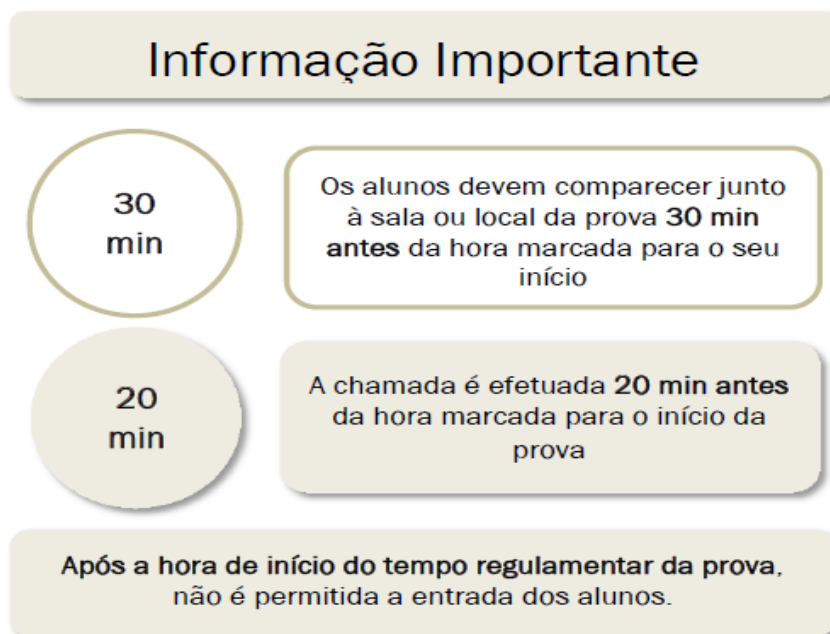 Informação Importante
30
min
Os alunos devem comparecer junto
à sala ou local da prova 30 min
antes da hora marcada para o seu
início
20
min
A chamada é efetuada 20 min antes
da hora marcada para o início da
prova
Após a hora de início do tempo regulamentar da prova,
não é permitida a entrada dos alunos.